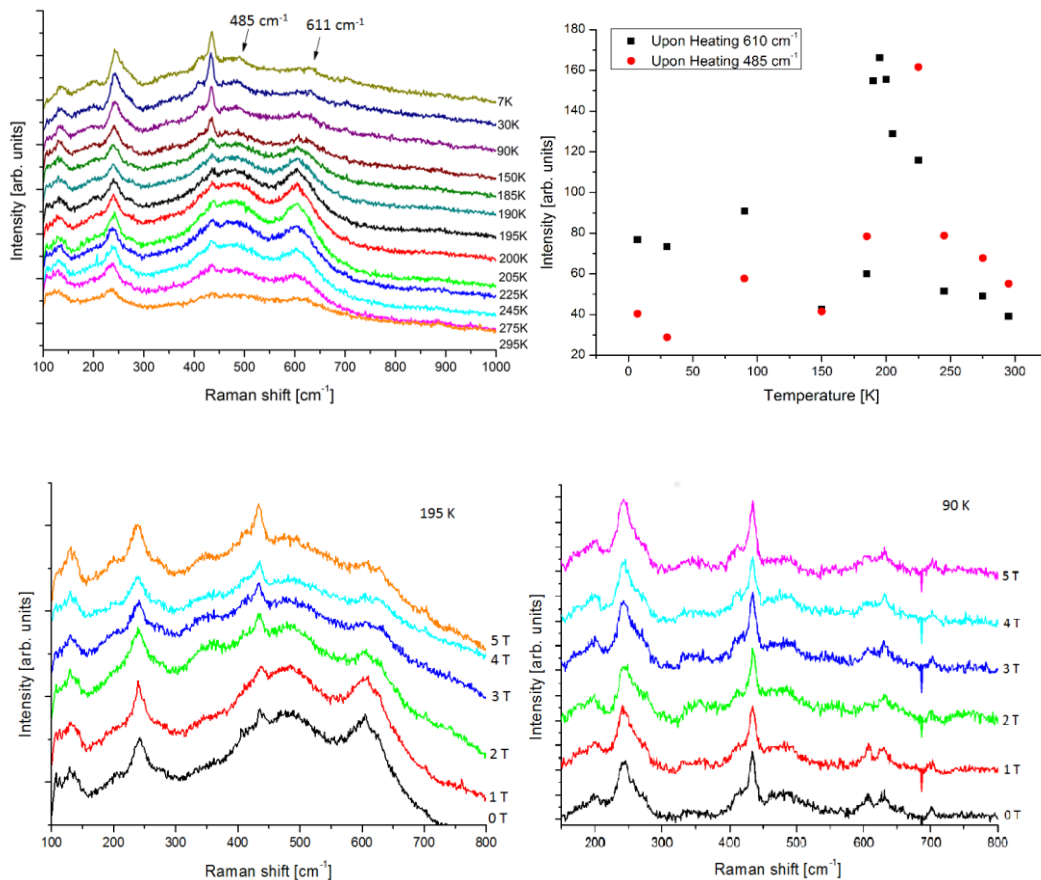 485 cm⁻¹
611 cm⁻¹
7K
30K
90K
150K
185K
190K
195K
200K
205K
225K
245K
275K
295K
100 200 300 400 500 600 700 800 900 1000
Raman shift [cm⁻¹]
Intensity [arb. units]
Upon Heating 610 cm⁻¹
Upon Heating 485 cm⁻¹
180
160
140
120
100
80
60
40
20
0 50 100 150 200 250 300
Temperature [K]
Intensity [arb. units]
195 K
5 T
4 T
3 T
2 T
1 T
0 T
100 200 300 400 500 600 700 800
Raman shift [cm⁻¹]
Intensity [arb. units]
90 K
5 T
4 T
3 T
2 T
1 T
0 T
200 300 400 500 600 700 800
Raman shift [cm⁻¹]
Intensity [arb. units]